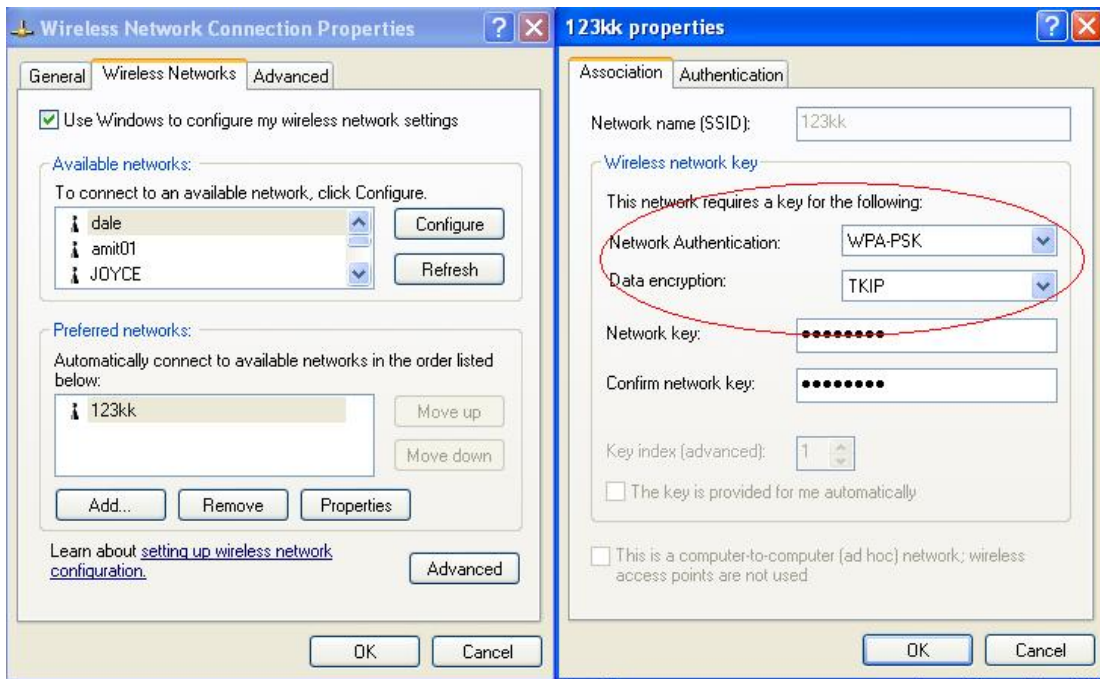 Wireless Network Connection Properties
General
Wireless Networks
Advanced
Use Windows to configure my wireless network settings
Available networks:
To connect to an available network, click Configure.
dale
amit01
JOYCE
Configure
Refresh
Preferred networks:
Automatically connect to available networks in the order listed
below:
123kk
Move up
Move down
Add...
Remove
Properties
Learn about setting up wireless network
configuration.
Advanced
OK
Cancel
123kk properties
Association
Authentication
Network name (SSID):
123kk
Wireless network key
This network requires a key for the following:
Network Authentication:
WPA-PSK
Data encryption:
TKIP
Network key:
••••••••
Confirm network key:
••••••••
Key index (advanced):
1
The key is provided for me automatically
This is a computer-to-computer (ad hoc) network; wireless
access points are not used
OK
Cancel